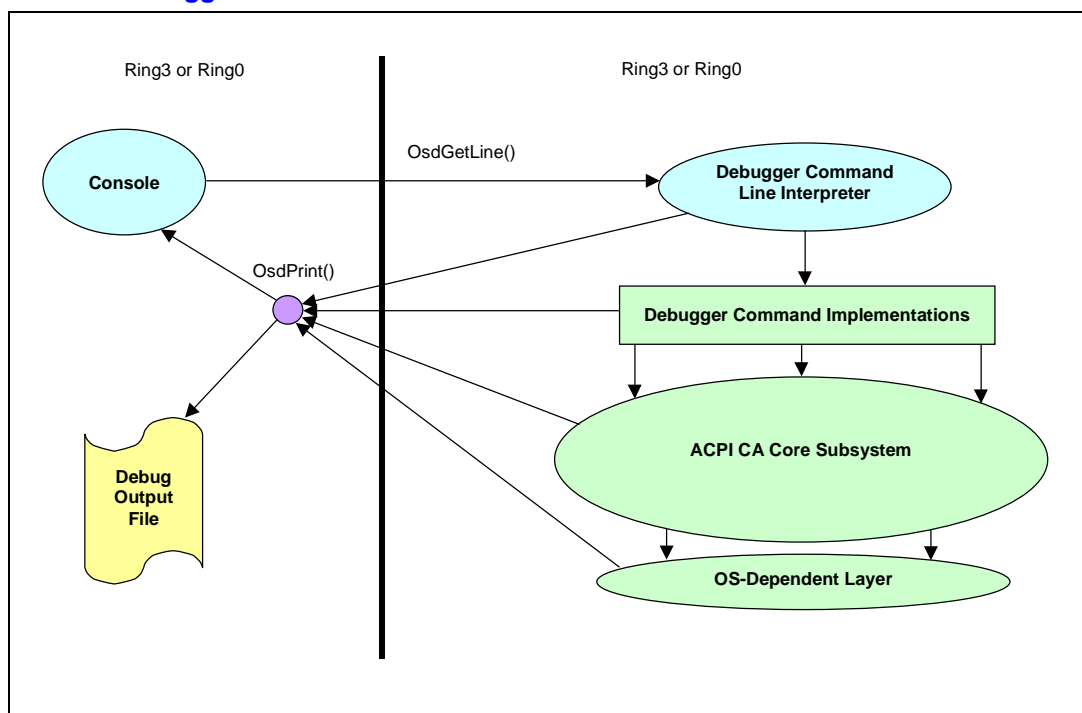 Ring3 or Ring0
Ring3 or Ring0
OsdGetLine()
Console
Debugger Command
Line Interpreter
OsdPrint()
Debugger Command Implementations
ACPI CA Core Subsystem
Debug
Output
File
OS-Dependent Layer